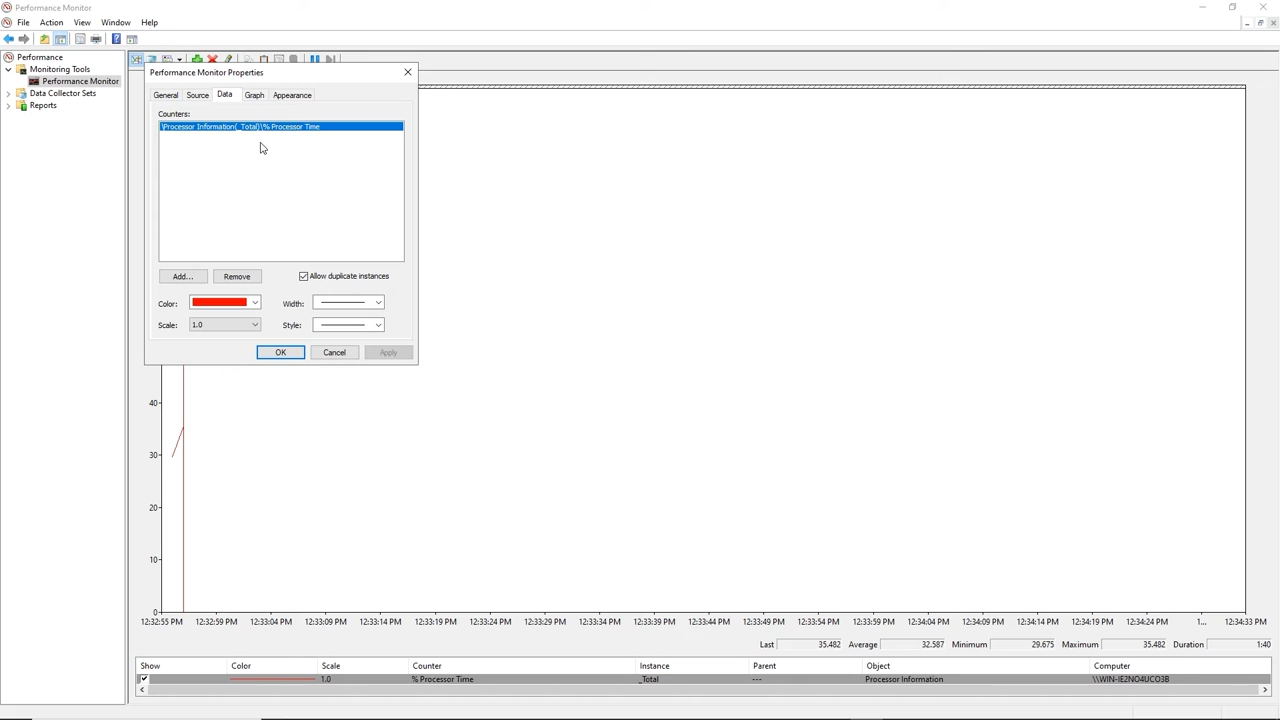 Performance Monitor
File Action View Window Help
Performance
Monitoring Tools
Performance Monitor
Data Collector Sets
Reports
Performance Monitor Properties
General Source Data Graph Appearance
Counters:
\Processor Information(_Total)\% Processor Time
Add... Remove Allow duplicate instances
Color: Width:
Scale: 1.0 Style:
OK Cancel Apply
40
30
20
10
0
12:32:55 PM 12:32:59 PM 12:33:04 PM 12:33:09 PM 12:33:14 PM 12:33:19 PM 12:33:24 PM 12:33:29 PM 12:33:34 PM 12:33:39 PM 12:33:44 PM 12:33:49 PM 12:33:54 PM 12:33:59 PM 12:34:04 PM 12:34:09 PM 12:34:14 PM 12:34:19 PM 12:34:24 PM 1... 12:34:33 PM
Last 35.482 Average 32.587 Minimum 29.675 Maximum 35.482 Duration 1:40
Show Color Scale Counter Instance Parent Object Computer
1.0 % Processor Time _Total --- Processor Information \\WIN-IE2NO4UCO3B